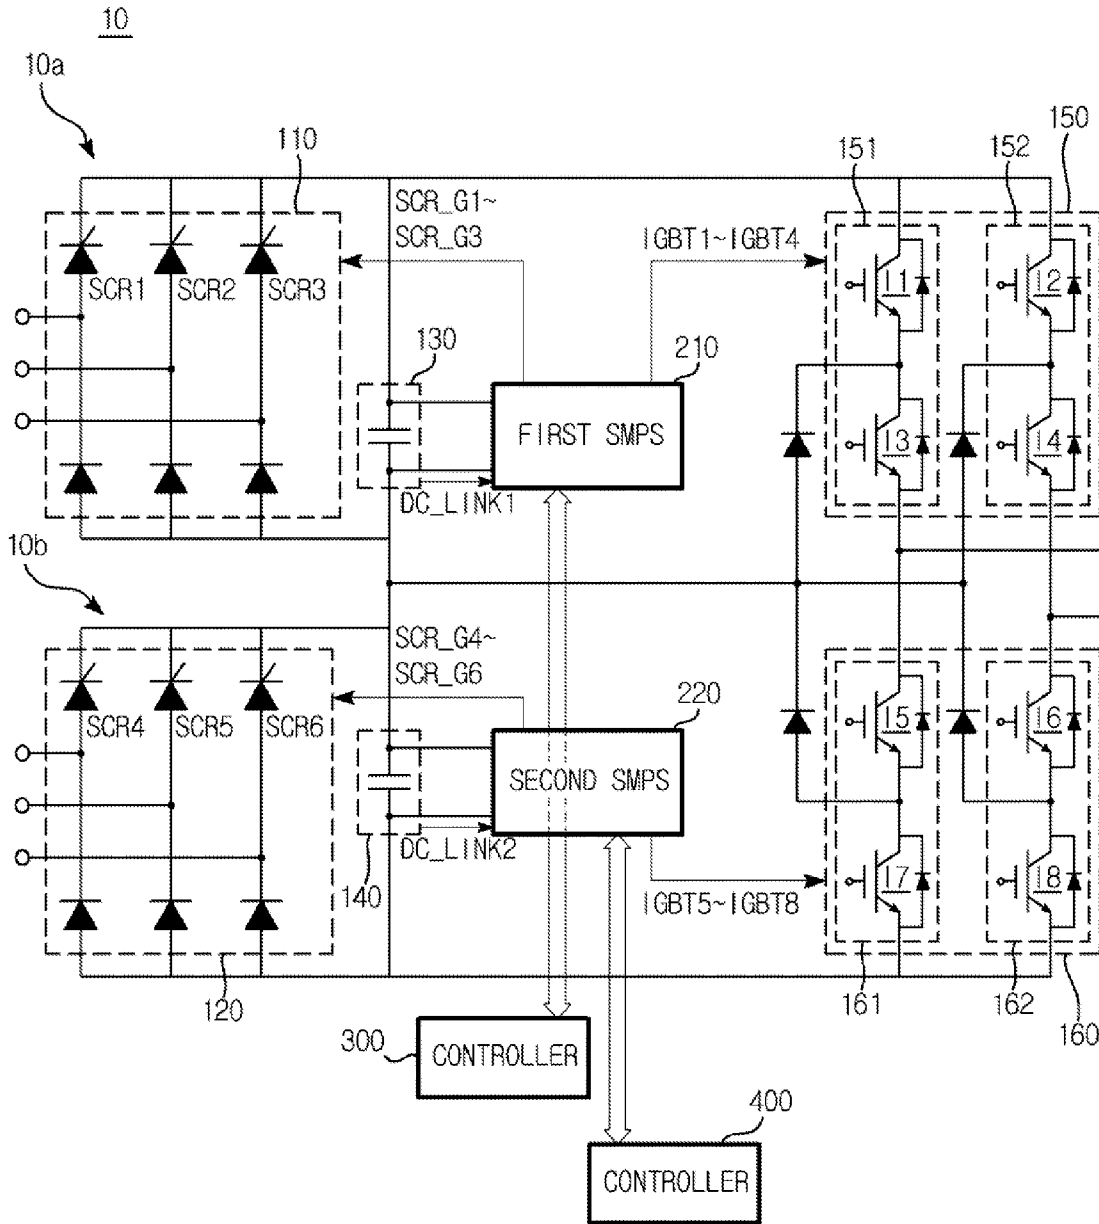 10
10a
110
151
152
150
SCR_G1~
SCR_G3
IGBT1~IGBT4
SCR1
SCR2
SCR3
I1
I2
130
210
FIRST SMPS
I3
I4
DC_LINK1
10b
SCR_G4~
SCR_G6
220
SCR4
SCR5
SCR6
I5
I6
SECOND SMPS
DC_LINK2
140
IGBT5~IGBT8
I7
I8
120
161
162
160
300
CONTROLLER
400
CONTROLLER